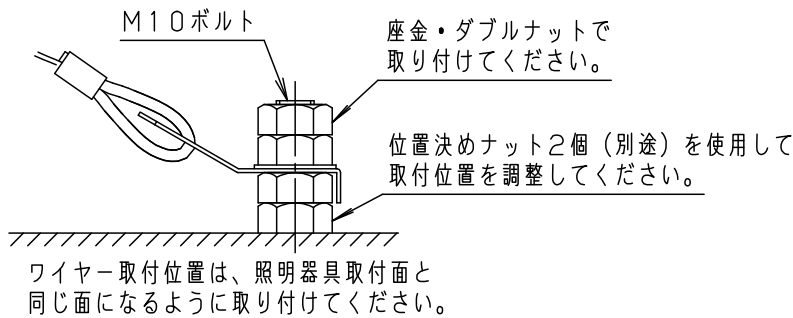 M10ボルト
座金・ダブルナットで
取り付けてください。
位置決めナット2個（別途）を使用して
取付位置を調整してください。
ワイヤー取付位置は、照明器具取付面と
同じ面になるように取り付けてください。